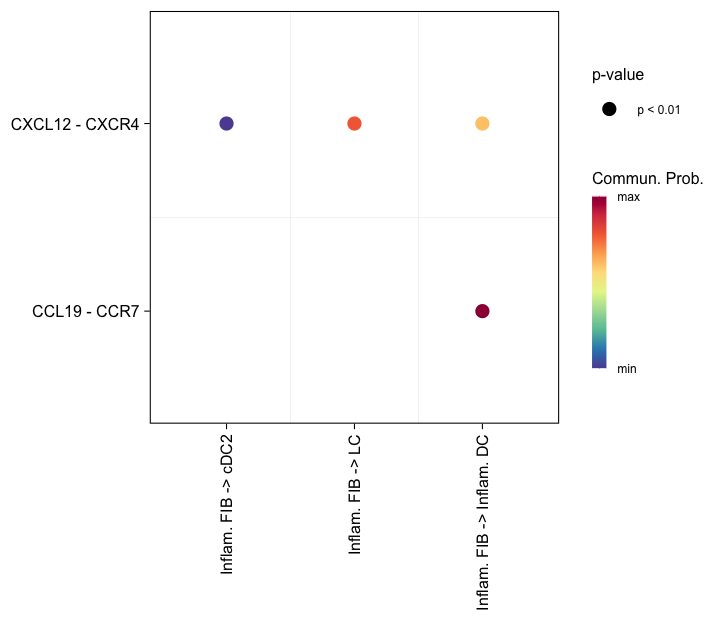 CXCL12 - CXCR4
CCL19 - CCR7
Inflam. FIB -> cDC2
Inflam. FIB -> LC
Inflam. FIB -> Inflam. DC
p-value
p < 0.01
Commun. Prob.
max
min